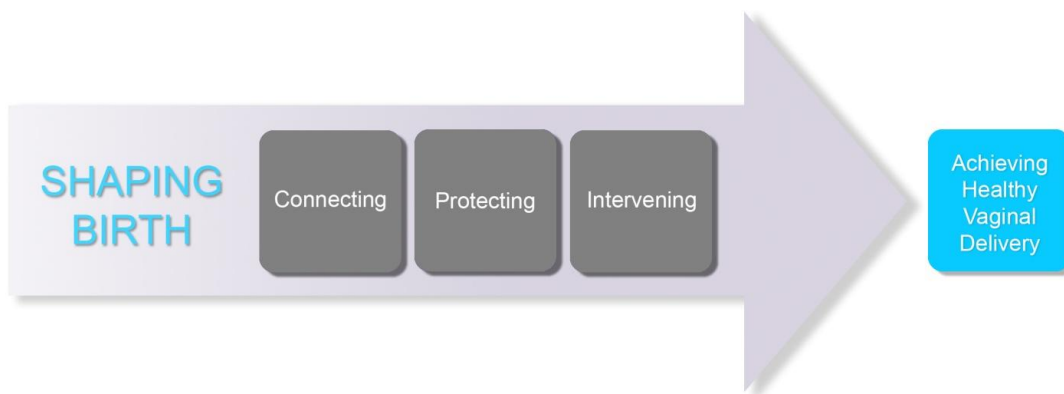 SHAPING
BIRTH
Connecting
Protecting
Intervening
Achieving
Healthy
Vaginal
Delivery